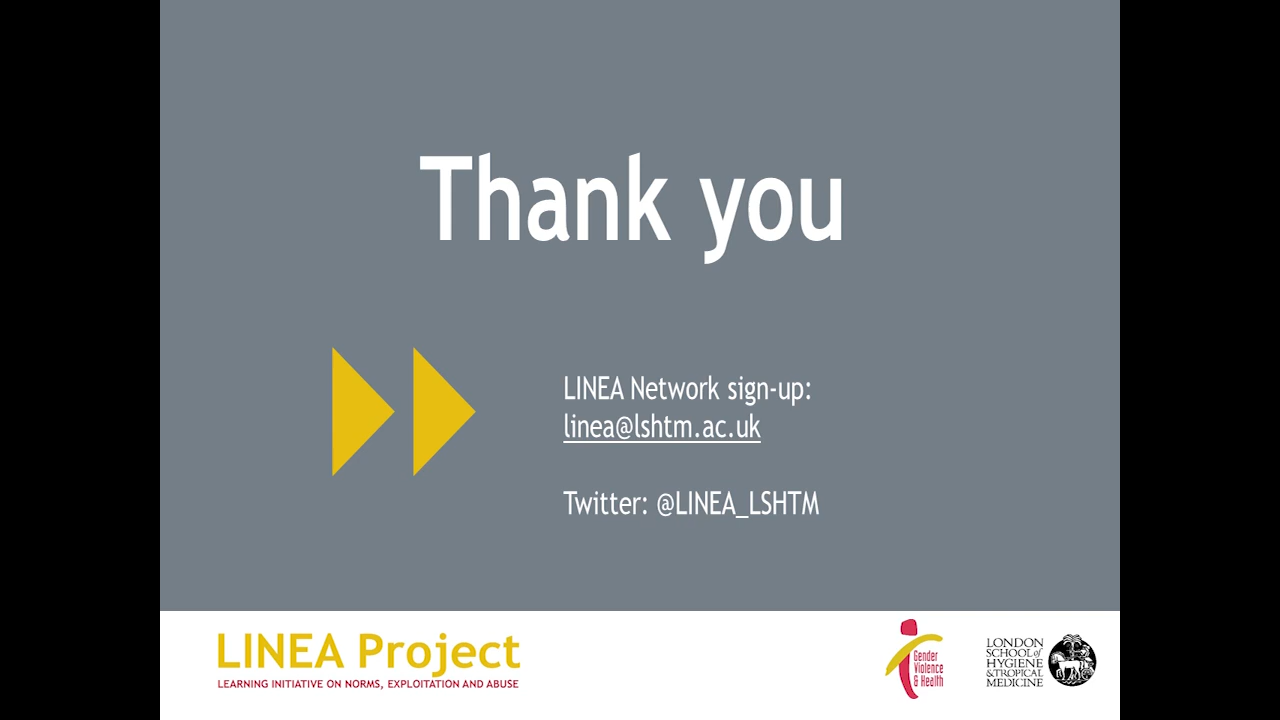 Thank you
LINEA Network sign-up:
linea@lshtm.ac.uk
Twitter: @LINEA_LSHTM
LINEA Project
LEARNING INITIATIVE ON NORMS, EXPLOITATION AND ABUSE
Gender
Violence
& Health
LONDON
SCHOOL of
HYGIENE
& TROPICAL
MEDICINE